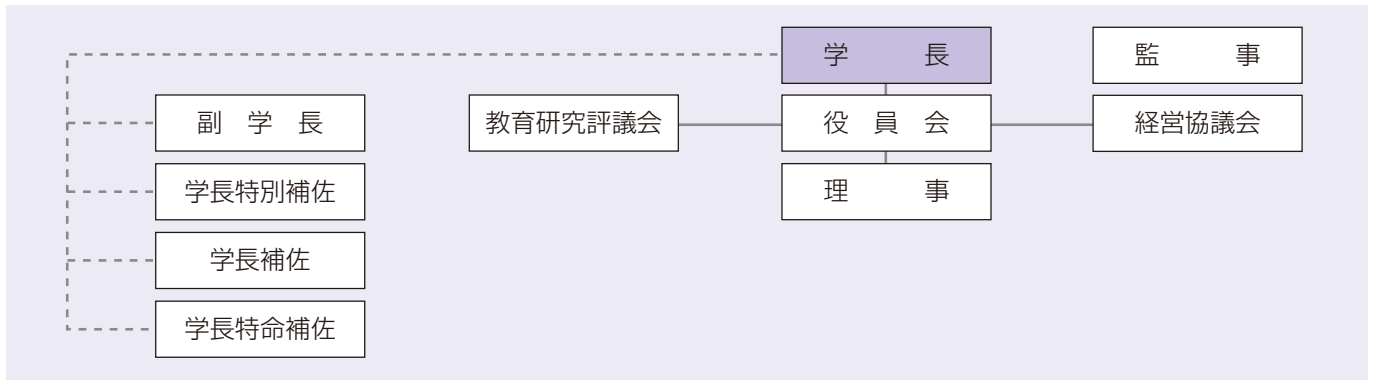 学長
監事
副学長
教育研究評議会
役員会
経営協議会
学長特別補佐
理事
学長補佐
学長特命補佐